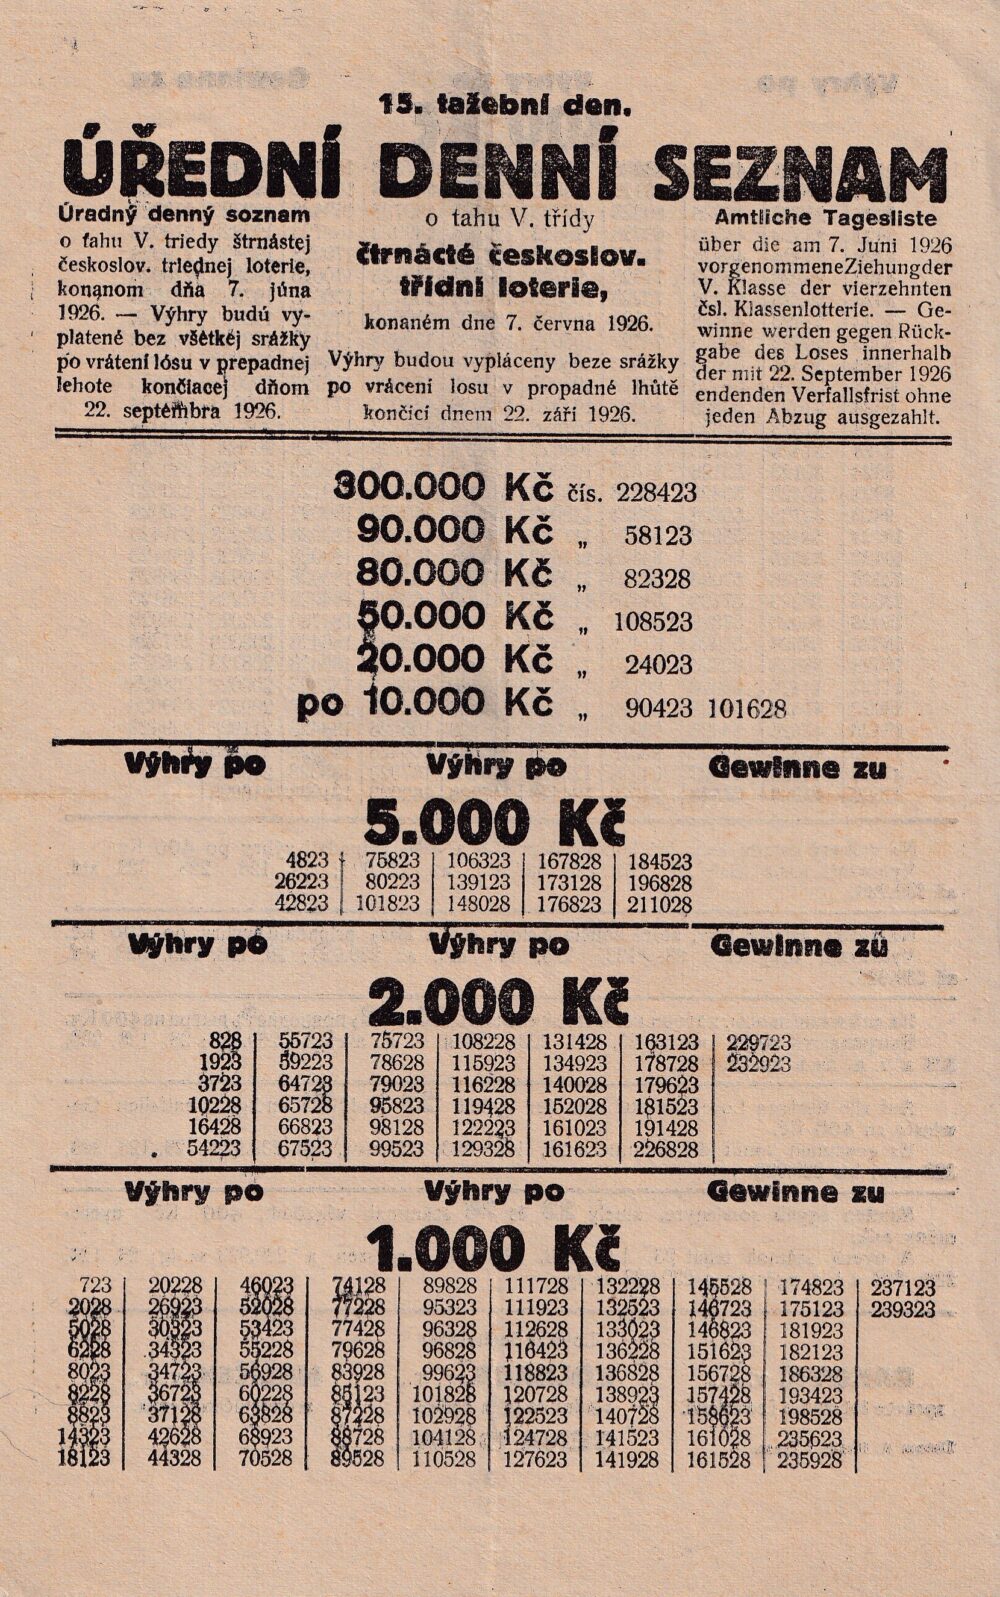 15. tažební den.
ÚŘEDNÍ DENNÍ SEZNAM
Úradný denný soznam
o ťahu V. triedy štrnástej
českoslov. triednej loterie,
konanom dňa 7. júna
1926. — Výhry budú vy-
platené bez všetkej srážky
po vrátení lósu v prepadnej
lehote končiacej dňom
22. septembra 1926.
o tahu V. třídy
čtrnácté českoslov.
třídní loterie,
konaném dne 7. června 1926.
Výhry budou vypláceny beze srážky
po vrácení losu v propadné lhůtě
končící dnem 22. září 1926.
Amtliche Tagesliste
über die am 7. Juni 1926
vorgenommene Ziehung der
V. Klasse der vierzehnten
čsl. Klassenlotterie. — Ge-
winne werden gegen Rück-
gabe des Loses innerhalb
der mit 22. September 1926
endenden Verfallsfrist ohne
jeden Abzug ausgezahlt.
300.000 Kč čís. 228423
90.000 Kč „ 58123
80.000 Kč „ 82328
50.000 Kč „ 108523
20.000 Kč „ 24023
po 10.000 Kč „ 90423 101628
Výhry po Výhry po Gewinne zu
5.000 Kč
4823 75823 106323 167828 184523
26223 80223 139123 173128 196828
42823 101823 148028 176823 211028
Výhry po Výhry po Gewinne zu
2.000 Kč
828 55723 75723 108228 131428 163123 229723
1923 59223 78628 115923 134923 178728 232923
3723 64723 79023 116228 140028 179623
10228 65728 95823 119428 152028 181523
16428 66823 98128 122223 161023 191428
54223 67523 99523 129328 161623 226828
Výhry po Výhry po Gewinne zu
1.000 Kč
723 20228 46023 74128 89828 111728 132228 145528 174823 237123
2028 26923 52028 77228 95323 111923 132523 146723 175123 239323
5028 30323 53423 77428 96328 112628 133023 146823 181923
6228 34323 55228 79628 96828 116423 136228 151623 182123
8023 34723 56928 83928 99623 118823 136828 156728 186328
8228 36723 60228 85123 101828 120728 138923 157428 193423
8823 37128 63828 87228 102928 122523 140728 158623 198528
14323 42628 68923 88728 104128 124728 141523 161028 235623
18123 44328 70528 89528 110528 127623 141928 161528 235928